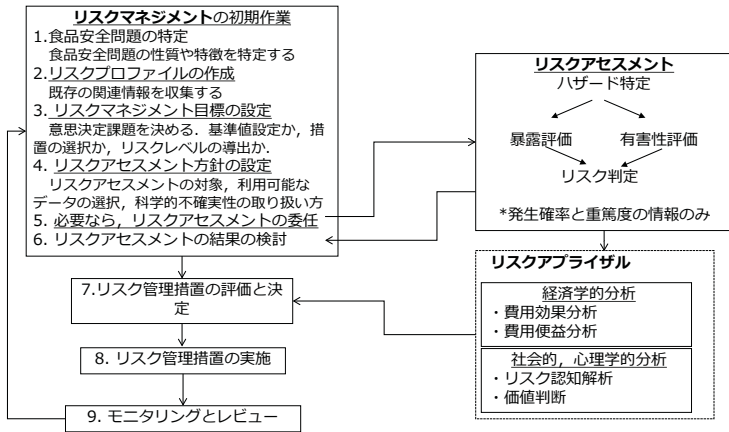 リスクマネジメントの初期作業
1.食品安全問題の特定
食品安全問題の性質や特徴を特定する
2.リスクプロファイルの作成
既存の関連情報を収集する
3. リスクマネジメント目標の設定
意思決定課題を決める．基準値設定か，措
置の選択か，リスクレベルの導出か.
4. リスクアセスメント方針の設定
リスクアセスメントの対象，利用可能な
データの選択，科学的不確実性の取り扱い方
5. 必要なら，リスクアセスメントの委任
6. リスクアセスメントの結果の検討
7.リスク管理措置の評価と決
定
8. リスク管理措置の実施
9. モニタリングとレビュー
リスクアセスメント
ハザード特定
暴露評価 有害性評価
リスク判定
*発生確率と重篤度の情報のみ
リスクアプライザル
経済学的分析
・費用効果分析
・費用便益分析
社会的，心理学的分析
・リスク認知解析
・価値判断